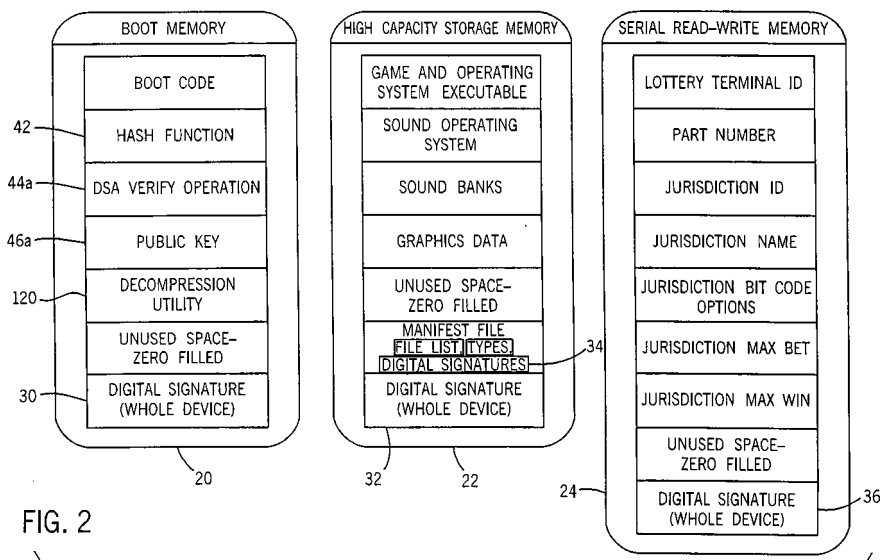 BOOT MEMORY
BOOT CODE
42
HASH FUNCTION
44a
DSA VERIFY OPERATION
46a
PUBLIC KEY
120
DECOMPRESSION
UTILITY
UNUSED SPACE–
ZERO FILLED
30
DIGITAL SIGNATURE
(WHOLE DEVICE)
20
HIGH CAPACITY STORAGE MEMORY
GAME AND OPERATING
SYSTEM EXECUTABLE
SOUND OPERATING
SYSTEM
SOUND BANKS
GRAPHICS DATA
UNUSED SPACE–
ZERO FILLED
MANIFEST FILE
FILE LIST, TYPES,
DIGITAL SIGNATURES
34
DIGITAL SIGNATURE
(WHOLE DEVICE)
32
22
SERIAL READ–WRITE MEMORY
LOTTERY TERMINAL ID
PART NUMBER
JURISDICTION ID
JURISDICTION NAME
JURISDICTION BIT CODE
OPTIONS
JURISDICTION MAX BET
JURISDICTION MAX WIN
UNUSED SPACE–
ZERO FILLED
24
DIGITAL SIGNATURE
(WHOLE DEVICE)
36
FIG. 2